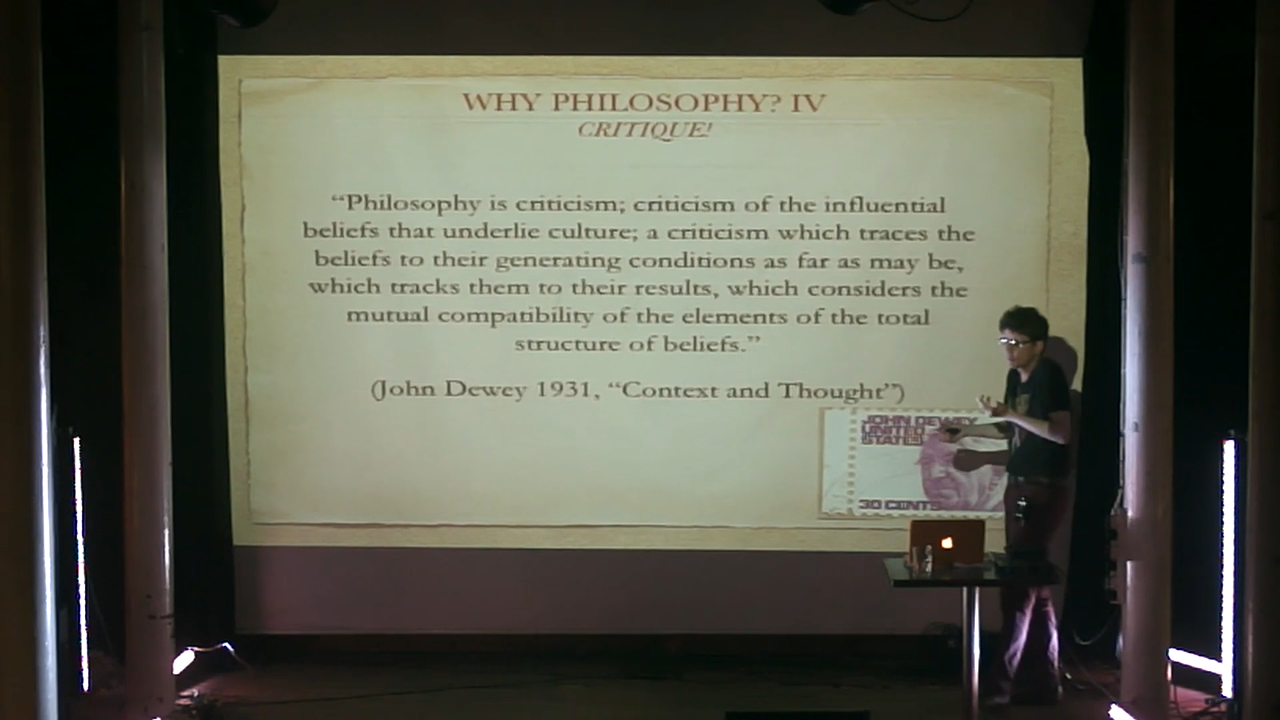 WHY PHILOSOPHY? IV
CRITIQUE!
“Philosophy is criticism; criticism of the influential
beliefs that underlie culture; a criticism which traces the
beliefs to their generating conditions as far as may be,
which tracks them to their results, which considers the
mutual compatibility of the elements of the total
structure of beliefs.”
(John Dewey 1931, “Context and Thought”)
JOHN DEWEY
UNITED
STATES
30 CENTS